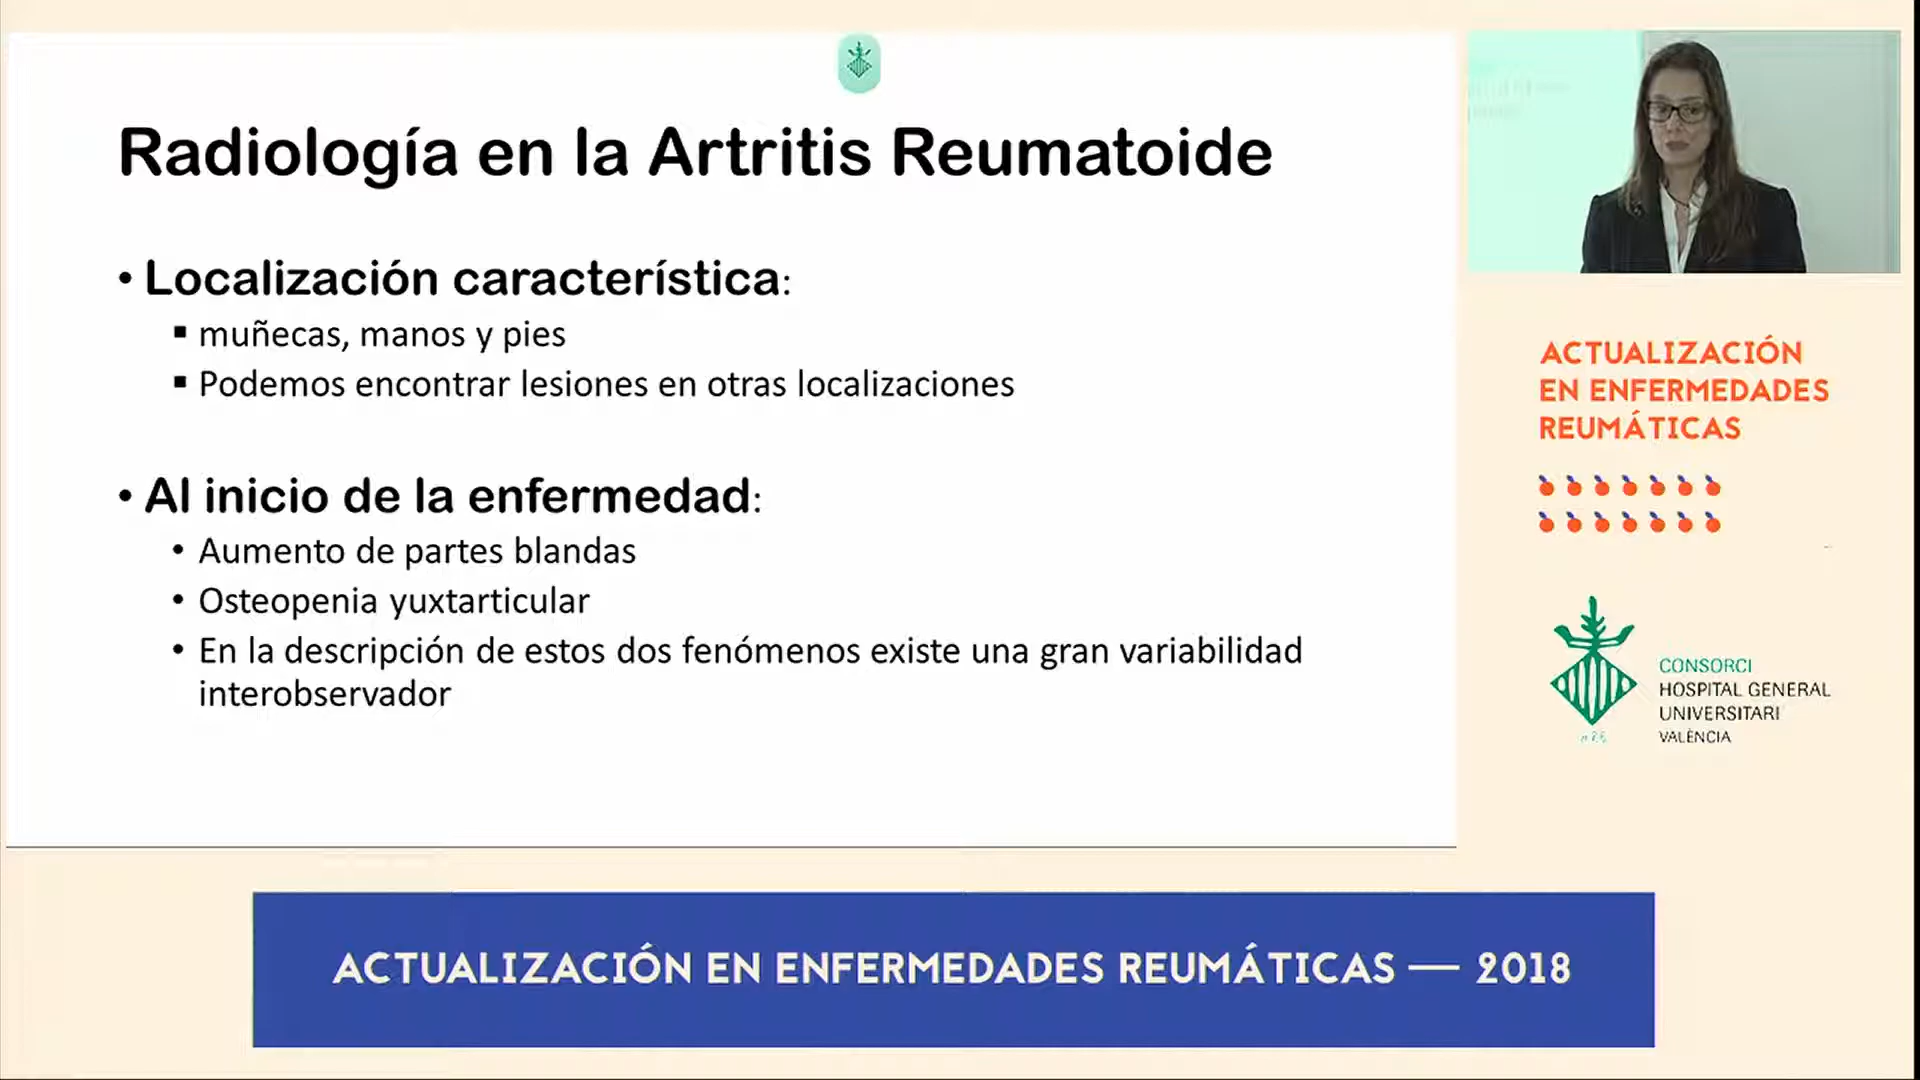 Radiología en la Artritis Reumatoide
• Localización característica:
▪ muñecas, manos y pies
▪ Podemos encontrar lesiones en otras localizaciones
• Al inicio de la enfermedad:
• Aumento de partes blandas
• Osteopenia yuxtarticular
• En la descripción de estos dos fenómenos existe una gran variabilidad
interobservador
ACTUALIZACIÓN
EN ENFERMEDADES
REUMÁTICAS
CONSORCI
HOSPITAL GENERAL
UNIVERSITARI
VALÈNCIA
ACTUALIZACIÓN EN ENFERMEDADES REUMÁTICAS — 2018